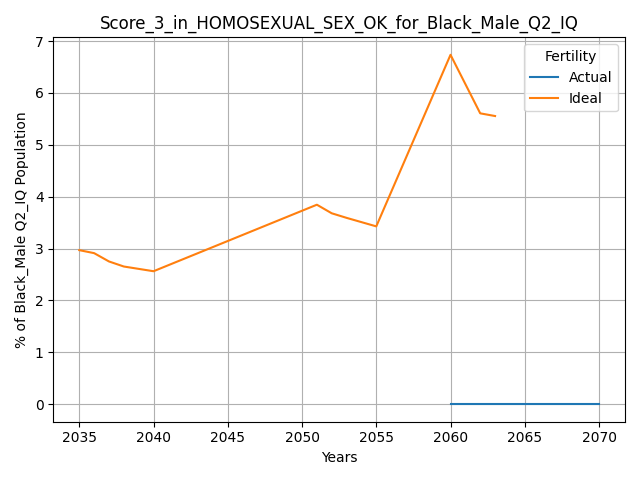 Score_3_in_HOMOSEXUAL_SEX_OK_for_Black_Male_Q2_IQ
% of Black_Male Q2_IQ Population
7
6
5
4
3
2
1
0
Fertility
Actual
Ideal
2035 2040 2045 2050 2055 2060 2065 2070
Years